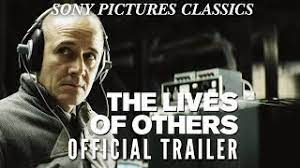 SONY PICTURES CLASSICS
THE LIVES
OF OTHERS
OFFICIAL TRAILER